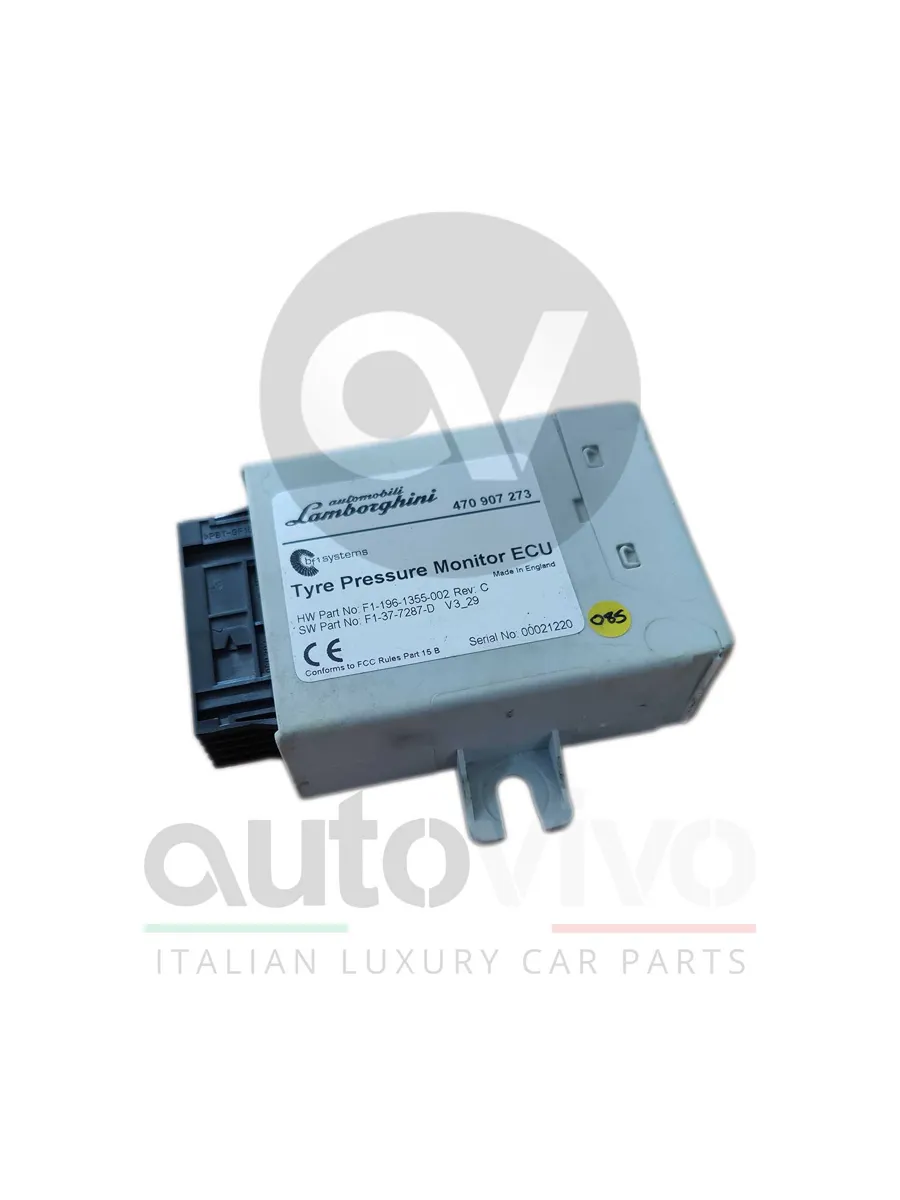 automobili
Lamborghini
470 907 273
bf1systems
Tyre Pressure Monitor ECU
Made In England
HW Part No: F1-196-1355-002 Rev: C
SW Part No: F1-37-7287-D V3_29
Serial No: 00021220
CE
Conforms to FCC Rules Part 15 B
085
autovivo
ITALIAN LUXURY CAR PARTS